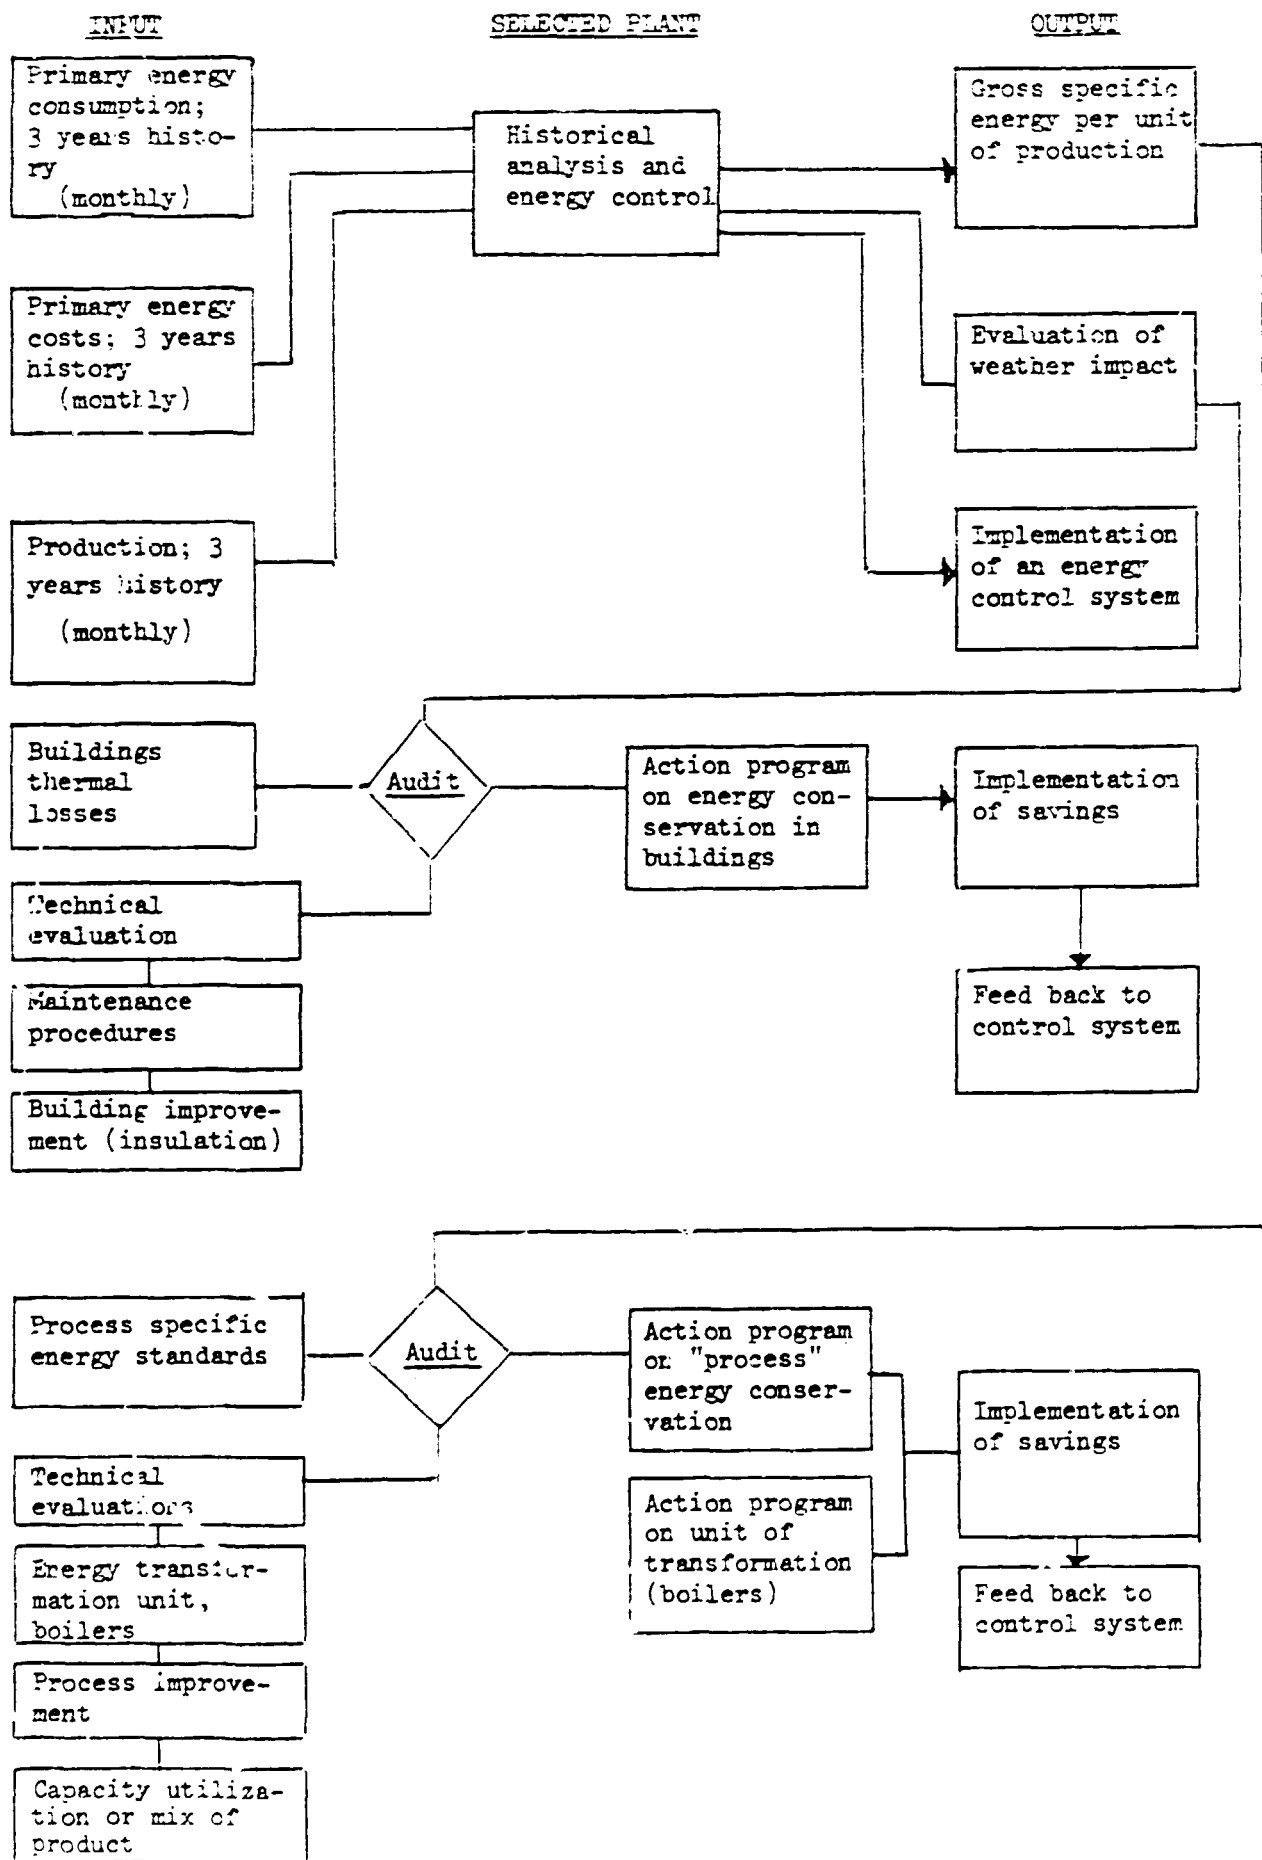 INPUT
SELECTED PLANT
OUTPUT
Primary energy
consumption;
3 years histo-
ry
(monthly)
Historical
analysis and
energy control
Gross specific
energy per unit
of production
Primary energy
costs; 3 years
history
(monthly)
Evaluation of
weather impact
Production; 3
years history
(monthly)
Implementation
of an energy
control system
Buildings
thermal
losses
Audit
Action program
on energy con-
servation in
buildings
Implementation
of savings
Technical
evaluation
Maintenance
procedures
Building improve-
ment (insulation)
Feed back to
control system
Process specific
energy standards
Audit
Action program
on "process"
energy conser-
vation
Implementation
of savings
Technical
evaluations
Energy transfor-
mation unit,
boilers
Action program
on unit of
transformation
(boilers)
Feed back to
control system
Process improve-
ment
Capacity utiliza-
tion or mix of
product